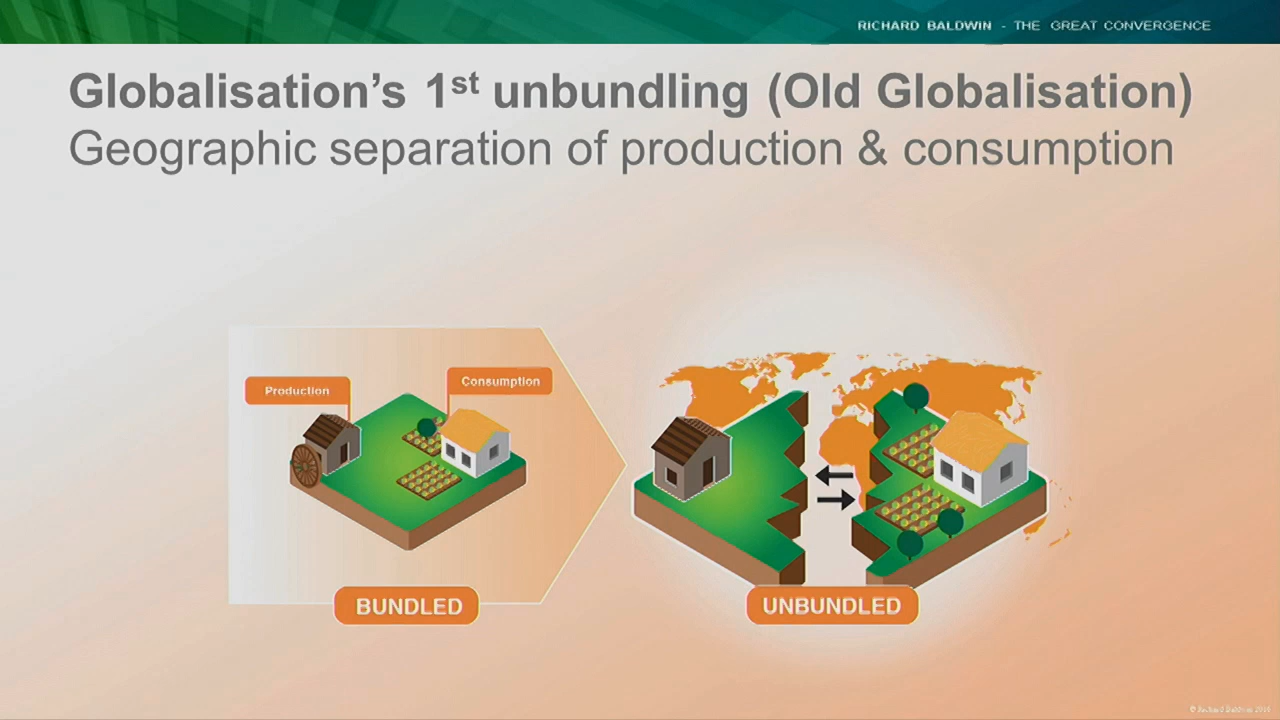 RICHARD BALDWIN - THE GREAT CONVERGENCE
Globalisation's 1st unbundling (Old Globalisation)
Geographic separation of production & consumption
Production
Consumption
BUNDLED
UNBUNDLED